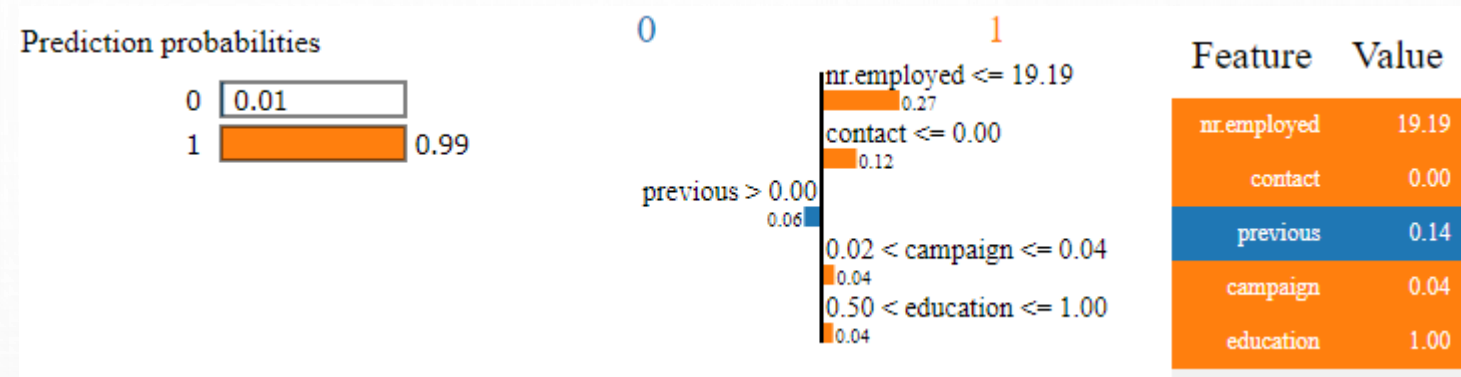 Prediction probabilities
0 0.01
1 0.99
0 1
nr.employed <= 19.19
0.27
contact <= 0.00
0.12
previous > 0.00
0.06
0.02 < campaign <= 0.04
0.04
0.50 < education <= 1.00
0.04
Feature Value
nr.employed 19.19
contact 0.00
previous 0.14
campaign 0.04
education 1.00